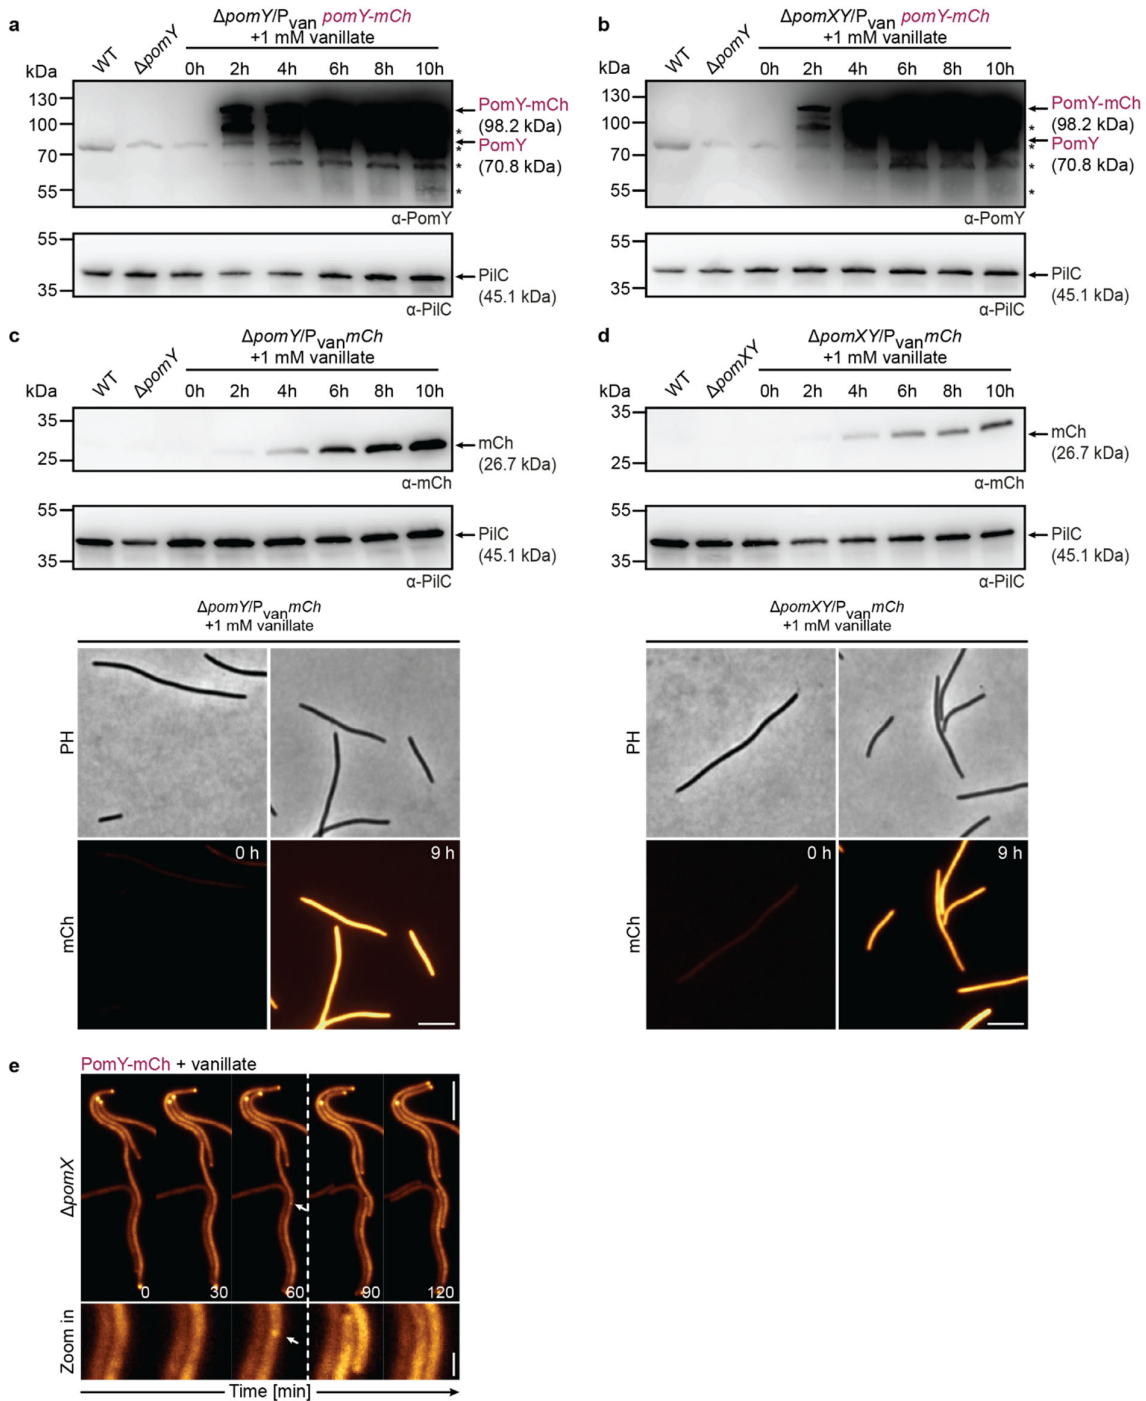 a
ΔpomY/Pvan pomY-mCh
+1 mM vanillate
kDa
WT
ΔpomY
0h 2h 4h 6h 8h 10h
130
100
70
55
PomY-mCh
(98.2 kDa)
*
PomY
*
(70.8 kDa)
*
*
α-PomY
55
35
PilC
(45.1 kDa)
α-PilC
b
ΔpomXY/Pvan pomY-mCh
+1 mM vanillate
kDa
WT
ΔpomY
0h 2h 4h 6h 8h 10h
130
100
70
55
PomY-mCh
(98.2 kDa)
*
PomY
*
(70.8 kDa)
*
*
α-PomY
55
35
PilC
(45.1 kDa)
α-PilC
c
ΔpomY/PvanmCh
+1 mM vanillate
kDa
WT
ΔpomY
0h 2h 4h 6h 8h 10h
35
25
mCh
(26.7 kDa)
α-mCh
55
35
PilC
(45.1 kDa)
α-PilC
ΔpomY/PvanmCh
+1 mM vanillate
PH
mCh
0 h
9 h
d
ΔpomXY/PvanmCh
+1 mM vanillate
kDa
WT
ΔpomXY
0h 2h 4h 6h 8h 10h
35
25
mCh
(26.7 kDa)
α-mCh
55
35
PilC
(45.1 kDa)
α-PilC
ΔpomXY/PvanmCh
+1 mM vanillate
PH
mCh
0 h
9 h
e
PomY-mCh + vanillate
ΔpomX
0 30 60 90 120
Zoom in
Time [min]